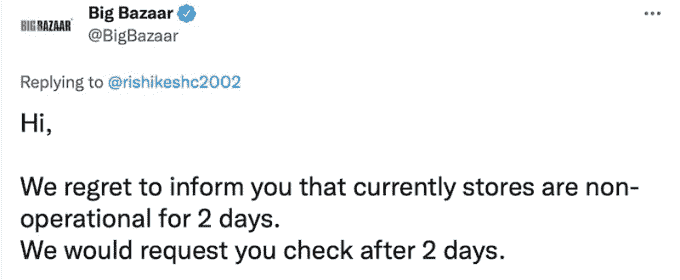 BIG BAZAAR
Big Bazaar
@BigBazaar
Replying to @rishikeshc2002
Hi,
We regret to inform you that currently stores are non-
operational for 2 days.
We would request you check after 2 days.